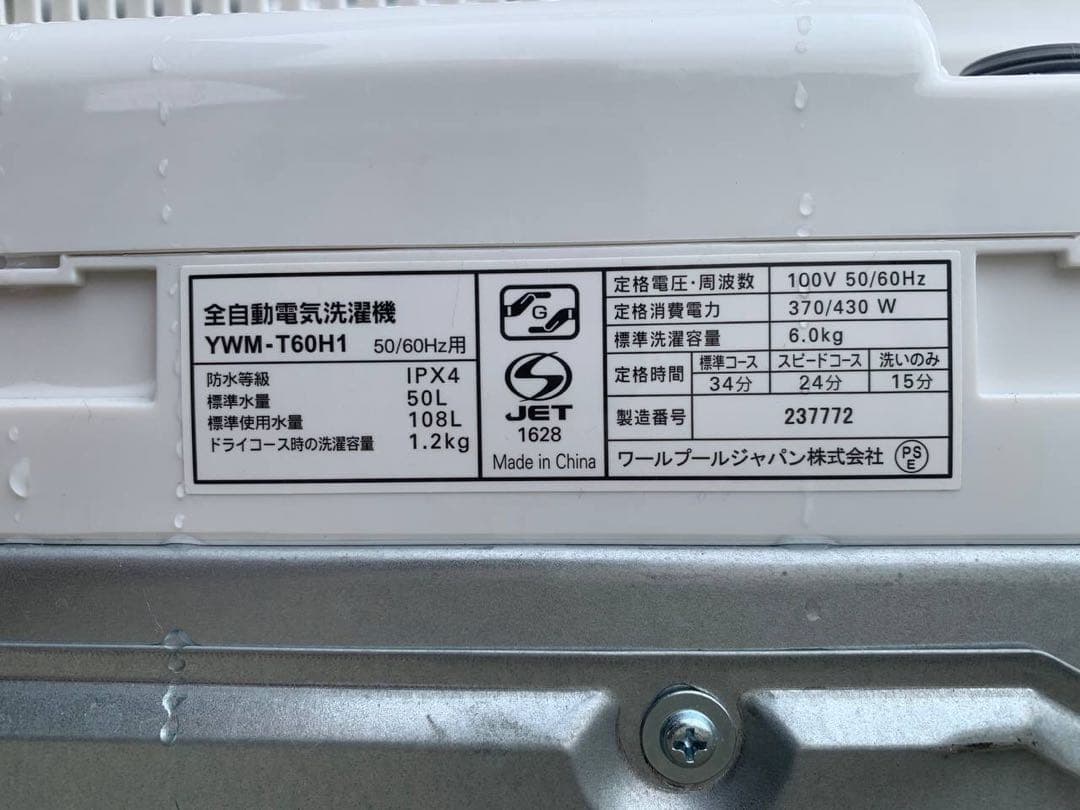 全自動電気洗濯機
YWM-T60H1 50/60Hz用
防水等級 IPX4
標準水量 50L
標準使用水量 108L
ドライコース時の洗濯容量 1.2kg
G
S
JET
1628
Made in China
定格電圧・周波数 100V 50/60Hz
定格消費電力 370/430 W
標準洗濯容量 6.0kg
定格時間 標準コース スピードコース 洗いのみ
34分 24分 15分
製造番号 237772
ワールプールジャパン株式会社 PSE